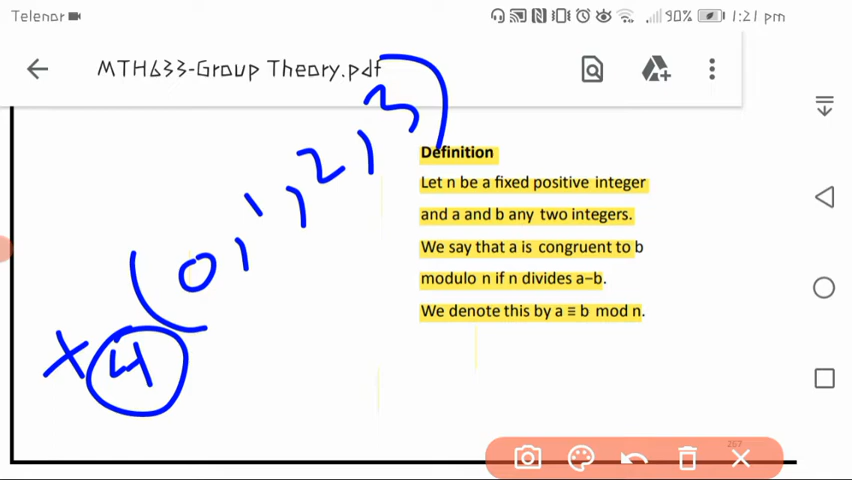 Telenor 90% 1:21 pm
MTH633-Group Theory.pdf
Definition
Let n be a fixed positive integer
and a and b any two integers.
We say that a is congruent to b
modulo n if n divides a−b.
We denote this by a ≡ b mod n.
(0, 1, 2, 3)
+4
267